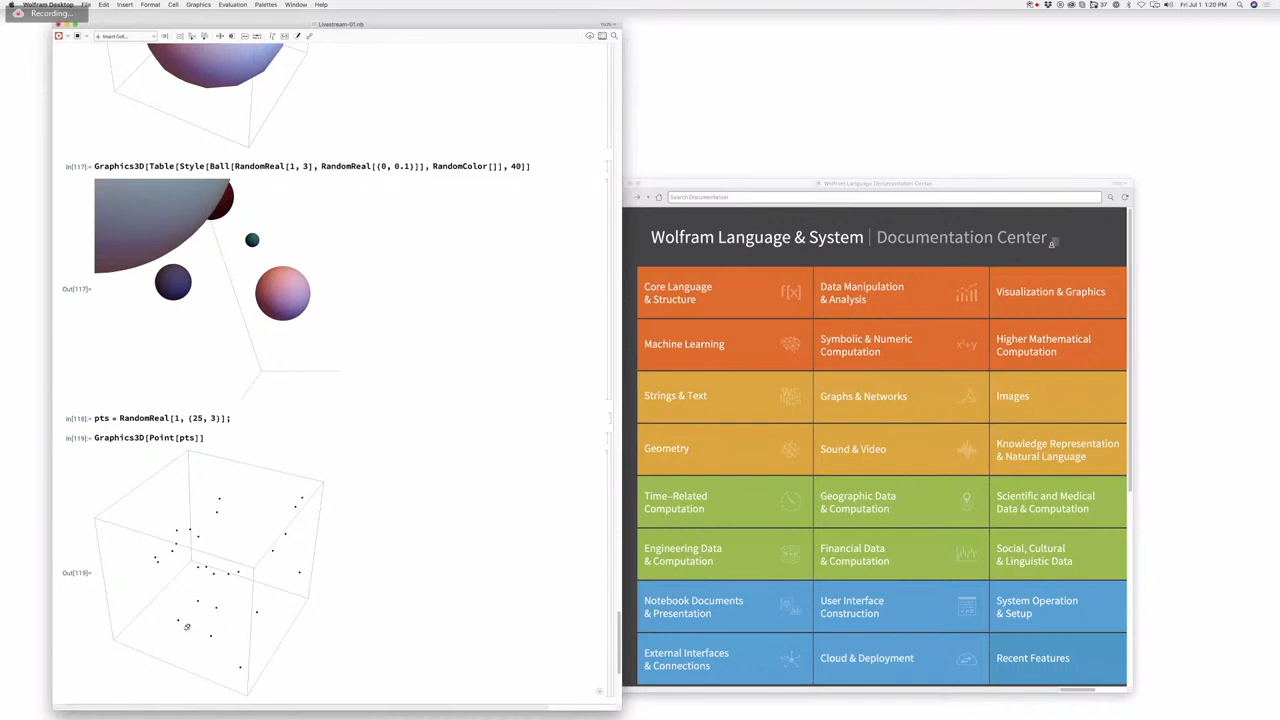 Wolfram Desktop File Edit Insert Format Cell Graphics Evaluation Palettes Window Help
37 Fri Jul 1 1:20 PM
Recording...
Livestream-01.nb
150%
Insert Cell...
In[117]:= Graphics3D[Table[Style[Ball[RandomReal[1, 3], RandomReal[{0, 0.1}]], RandomColor[]], 40]]
Out[117]=
In[118]:= pts = RandomReal[1, {25, 3}];
In[119]:= Graphics3D[Point[pts]]
Out[119]=
Wolfram Language Documentation Center
Search Documentation
Wolfram Language & System | Documentation Center
Core Language
& Structure
f[x]
Data Manipulation
& Analysis
Visualization & Graphics
Machine Learning
Symbolic & Numeric
Computation
Higher Mathematical
Computation
Strings & Text
Graphs & Networks
Images
Geometry
Sound & Video
Knowledge Representation
& Natural Language
Time-Related
Computation
Geographic Data
& Computation
Scientific and Medical
Data & Computation
Engineering Data
& Computation
Financial Data
& Computation
Social, Cultural
& Linguistic Data
Notebook Documents
& Presentation
User Interface
Construction
System Operation
& Setup
External Interfaces
& Connections
Cloud & Deployment
Recent Features